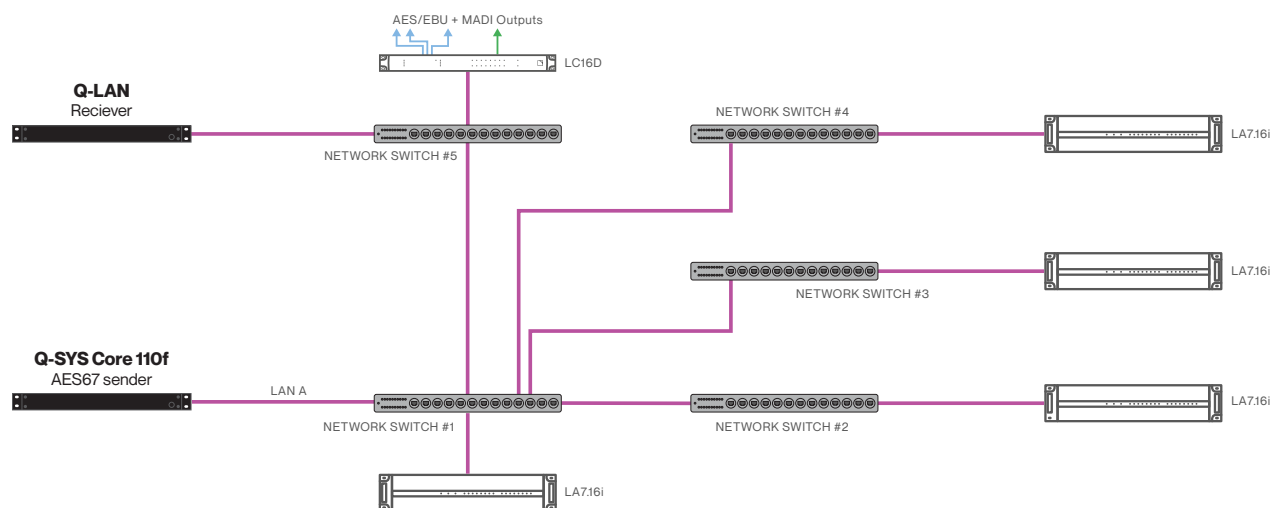 AES/EBU + MADI Outputs
LC16D
Q-LAN
Reciever
NETWORK SWITCH #5
NETWORK SWITCH #4
LA7.16i
NETWORK SWITCH #3
LA7.16i
Q-SYS Core 110f
AES67 sender
LAN A
NETWORK SWITCH #1
NETWORK SWITCH #2
LA7.16i
LA7.16i